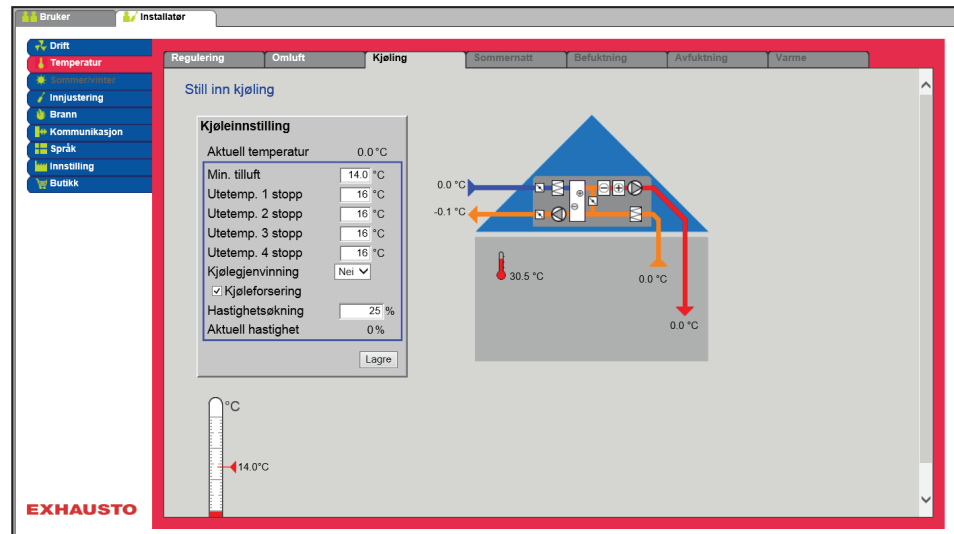 Bruker
Installatør
Drift
Temperatur
Sommer/vinter
Innjustering
Brann
Kommunikasjon
Språk
Innstilling
Butikk
EXHAUSTO
Regulering
Omluft
Kjøling
Sommernatt
Befuktning
Avfuktning
Varme
Still inn kjøling
Kjøleinnstilling
Aktuell temperatur 0.0 °C
Min. tilluft 14.0 °C
Utetemp. 1 stopp 16 °C
Utetemp. 2 stopp 16 °C
Utetemp. 3 stopp 16 °C
Utetemp. 4 stopp 16 °C
Kjølegjenvinning Nei
Kjøleforsering
Hastighetsøkning 25 %
Aktuell hastighet 0 %
Lagre
0.0 °C
-0.1 °C
30.5 °C
0.0 °C
0.0 °C
°C
14.0°C